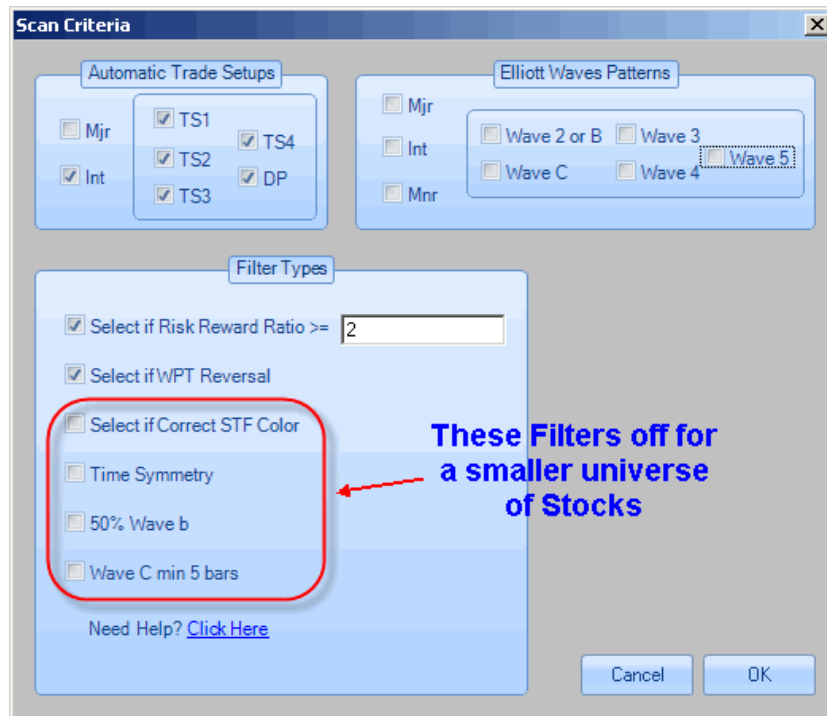 Scan Criteria
Automatic Trade Setups
Mjr
Int
TS1
TS2
TS3
TS4
DP
Elliott Waves Patterns
Mjr
Int
Mnr
Wave 2 or B
Wave C
Wave 3
Wave 4
Wave 5
Filter Types
Select if Risk Reward Ratio >= 2
Select if WPT Reversal
Select if Correct STF Color
Time Symmetry
50% Wave b
Wave C min 5 bars
Need Help? Click Here
These Filters off for
a smaller universe
of Stocks
Cancel
OK